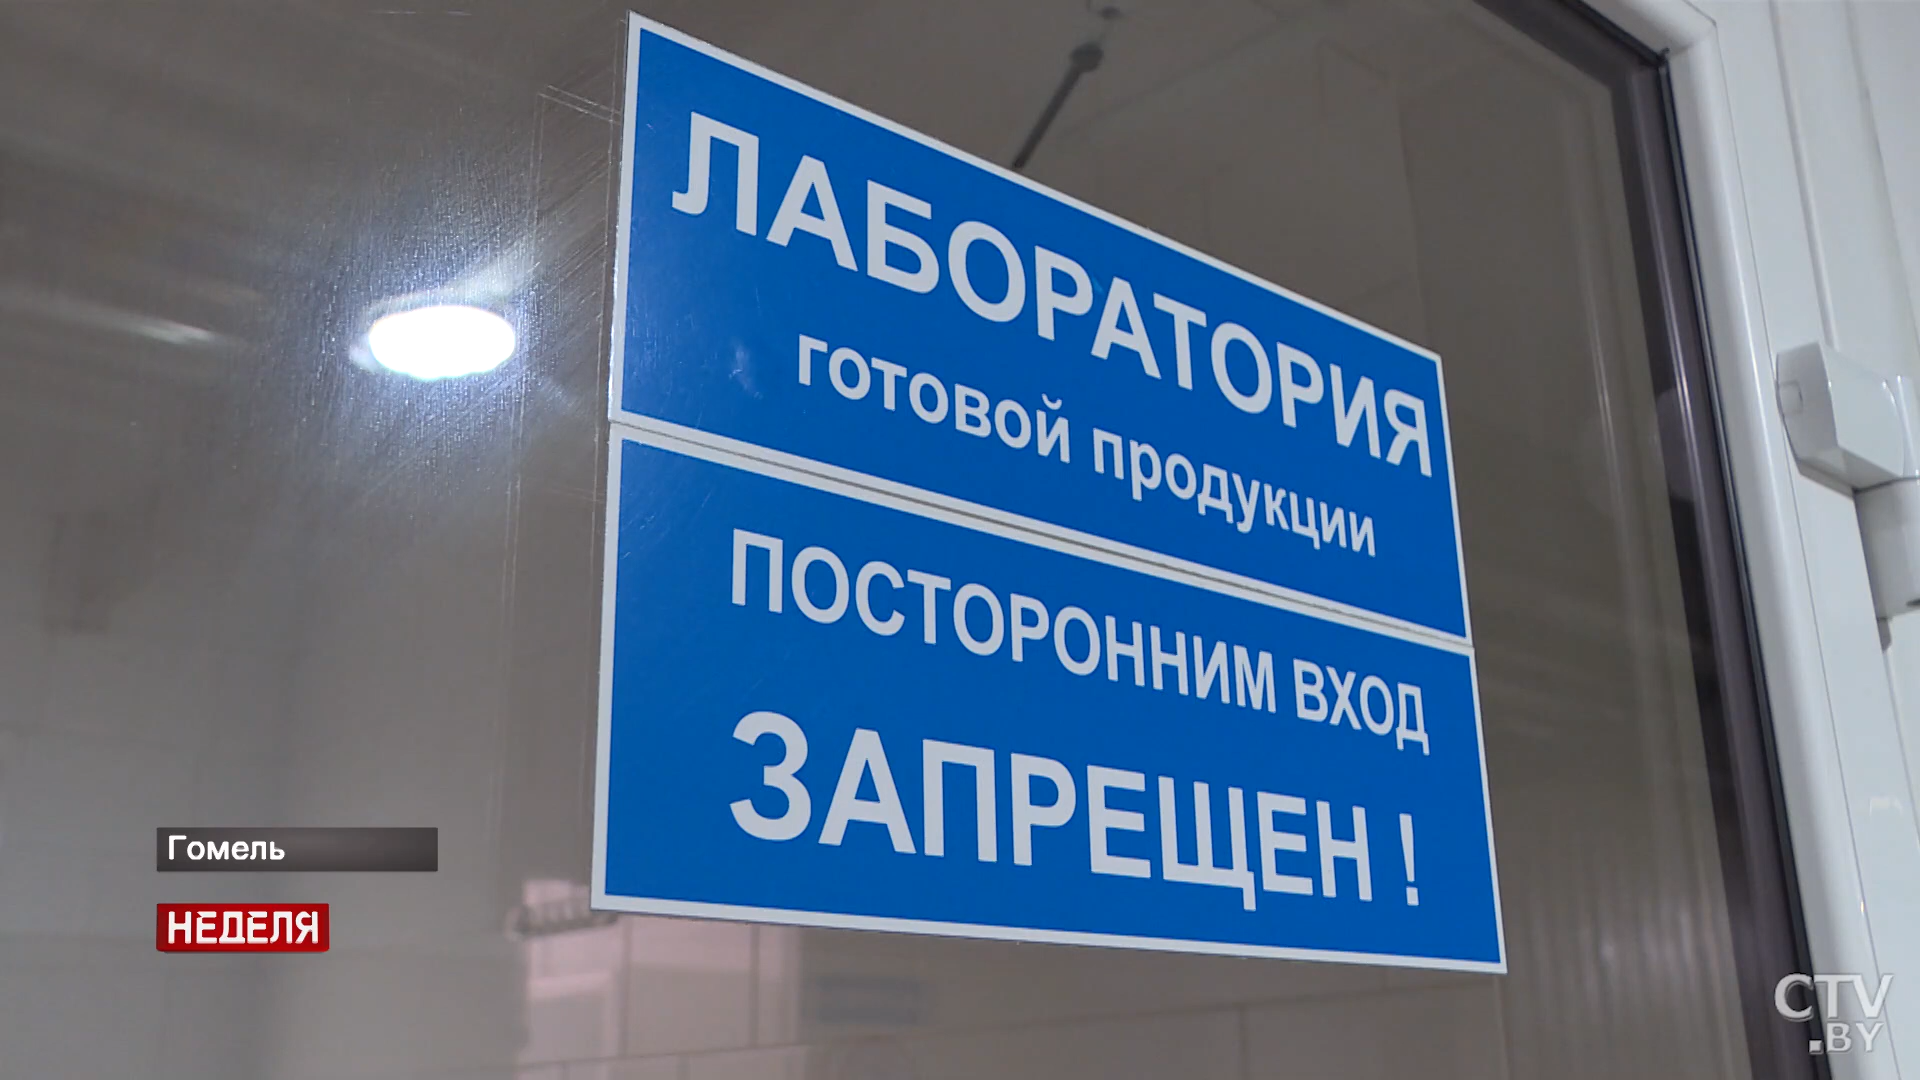 ЛАБОРАТОРИЯ
готовой продукции
ПОСТОРОННИМ ВХОД
ЗАПРЕЩЕН !
Гомель
НЕДЕЛЯ
CTV
.BY